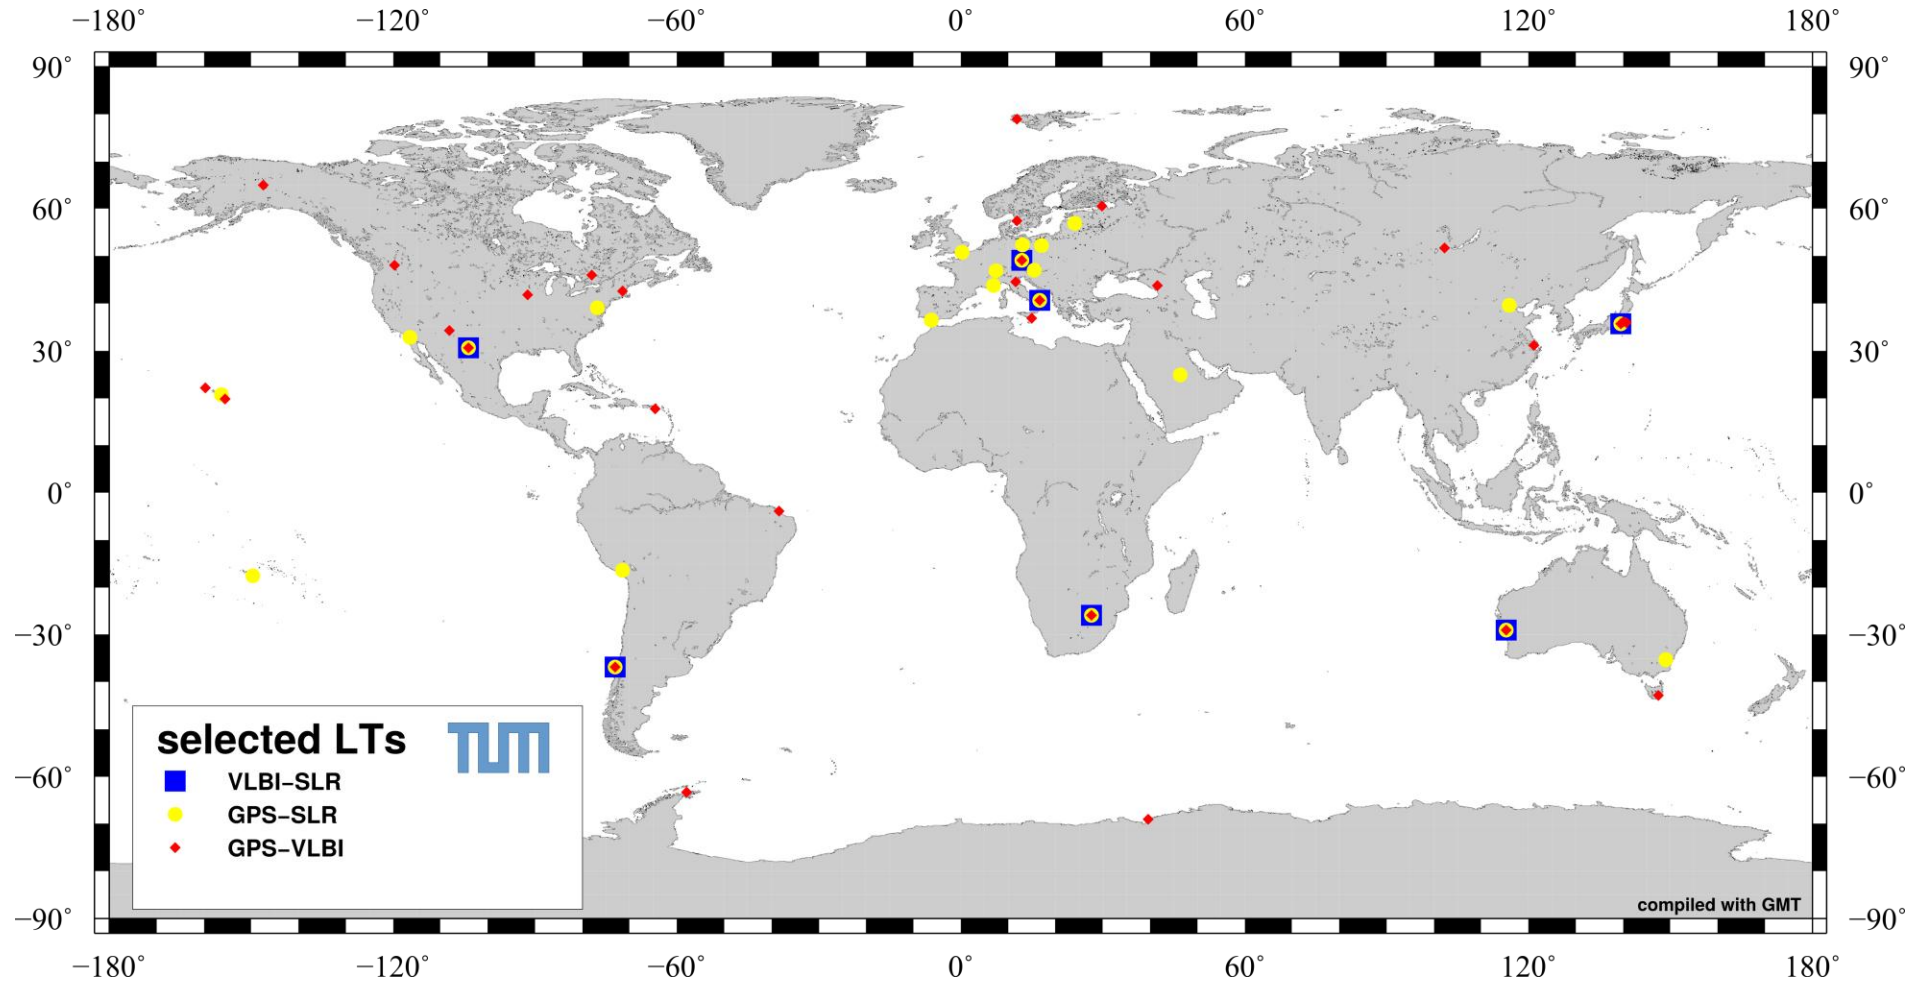 −180° −120° −60° 0° 60° 120° 180°
90° 90°
60° 60°
30° 30°
0° 0°
−30° −30°
selected LTs TUM
VLBI−SLR
−60° −60°
GPS−SLR
GPS−VLBI
compiled with GMT
−90° −90°
−180° −120° −60° 0° 60° 120° 180°